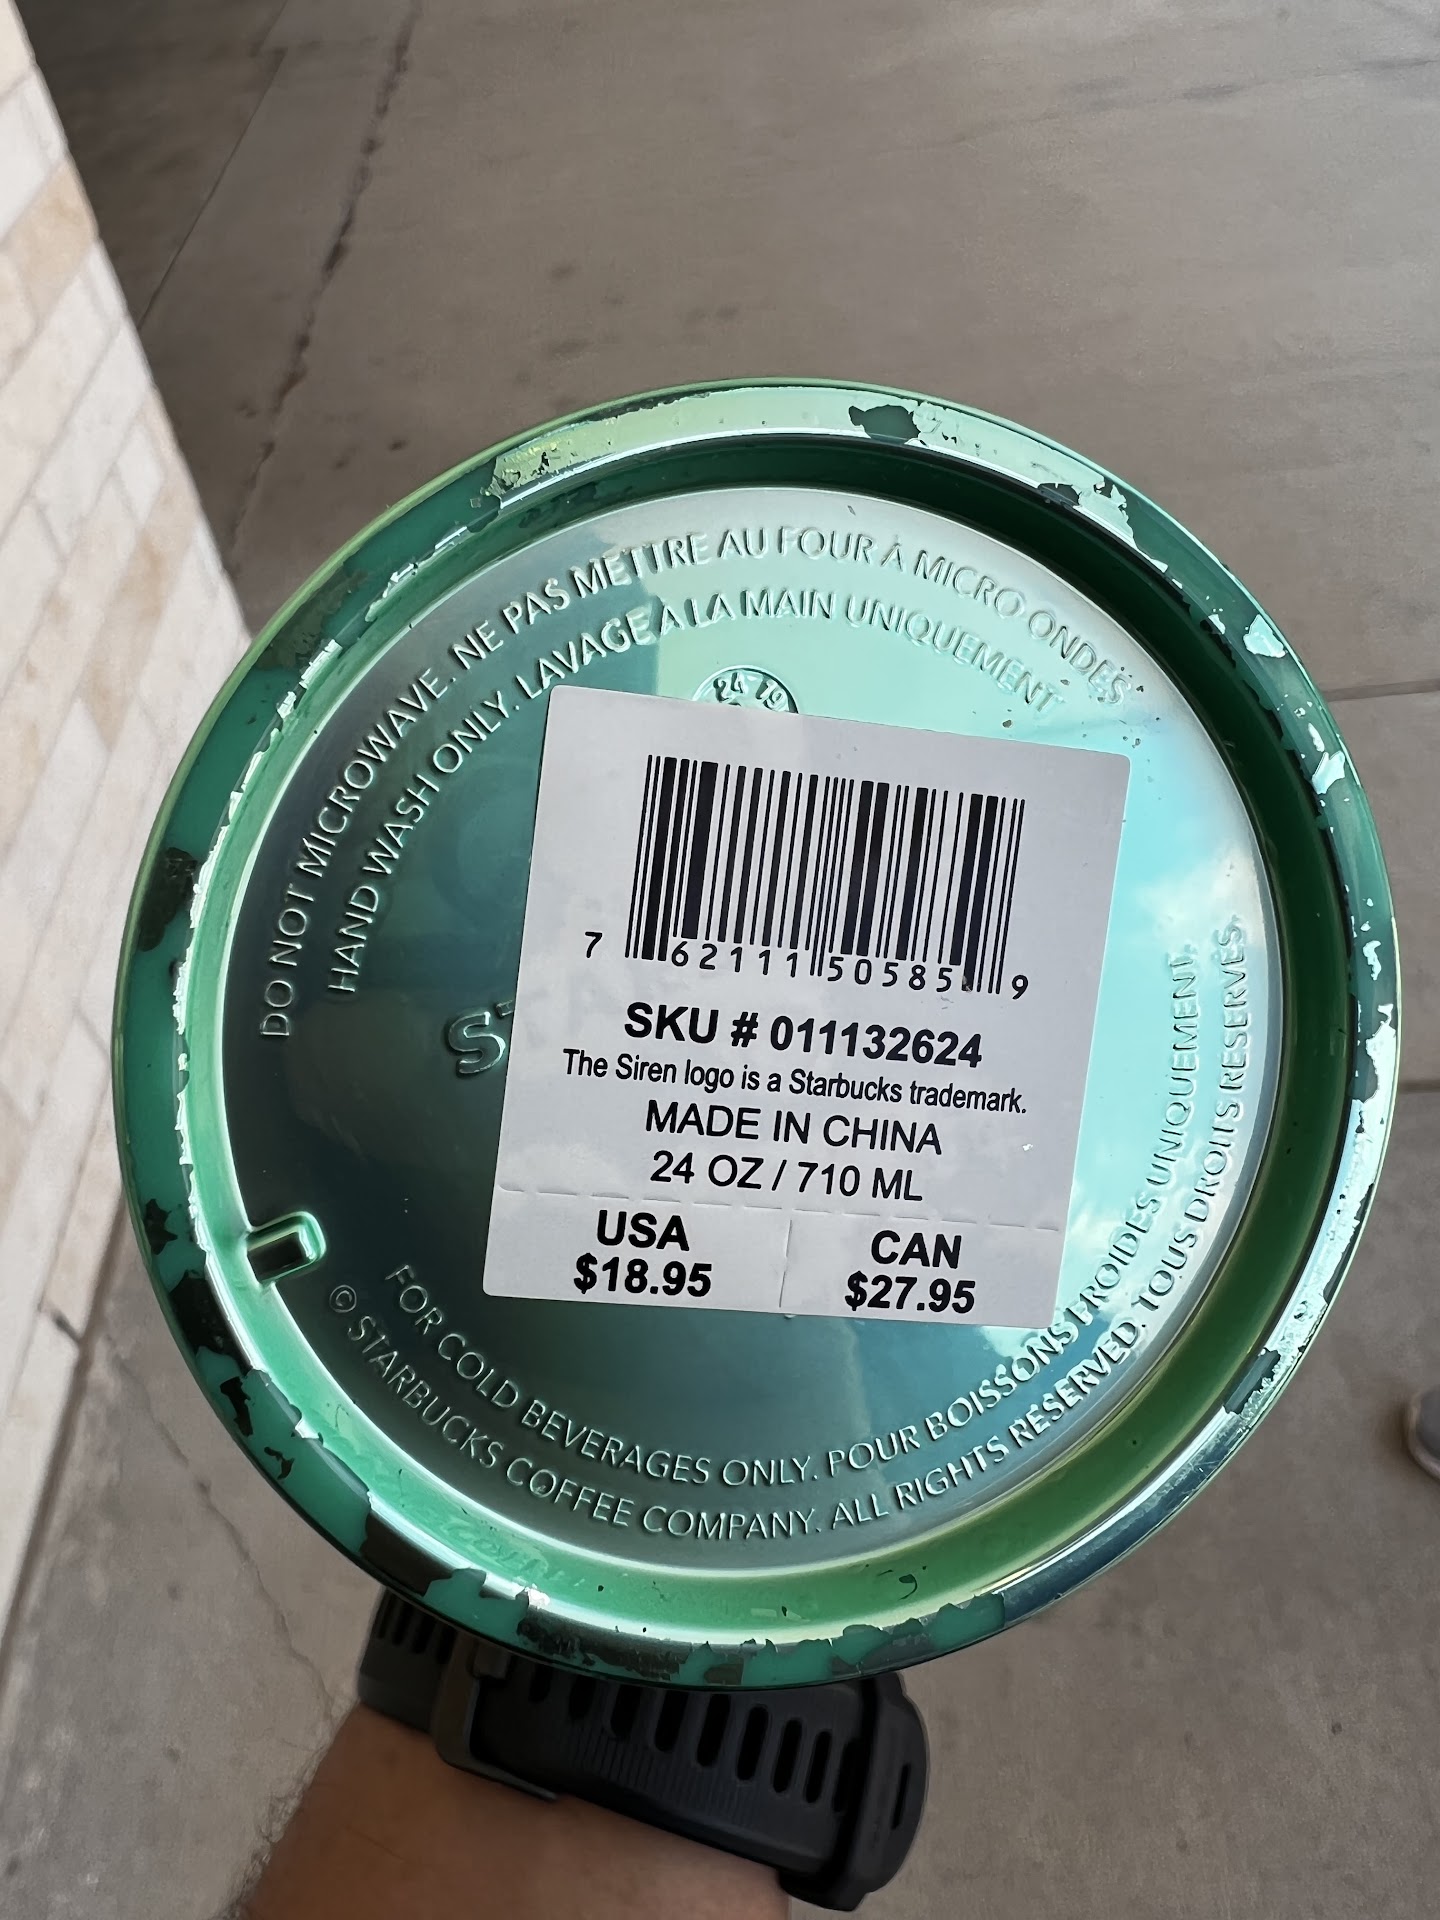 DO NOT MICROWAVE. NE PAS METTRE AU FOUR À MICRO ONDES
HAND WASH ONLY. LAVAGE À LA MAIN UNIQUEMENT
24
7 62111 50585 9
SKU # 011132624
The Siren logo is a Starbucks trademark.
MADE IN CHINA
24 OZ / 710 ML
USA
$18.95
CAN
$27.95
FOR COLD BEVERAGES ONLY. POUR BOISSONS FROIDES UNIQUEMENT.
© STARBUCKS COFFEE COMPANY. ALL RIGHTS RESERVED. TOUS DROITS RÉSERVÉS